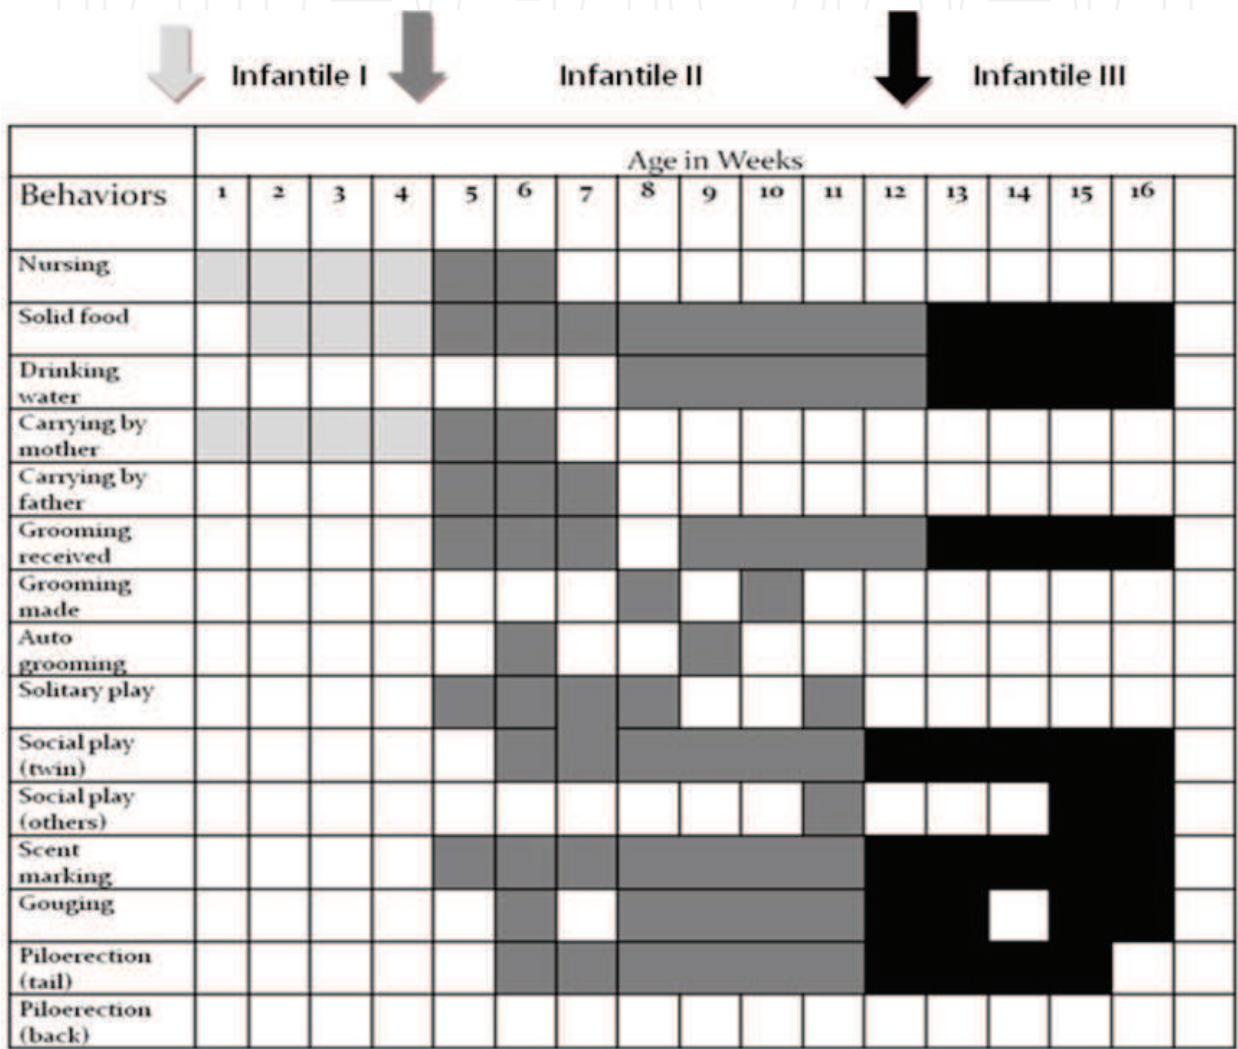 Infantile I Infantile II Infantile III
Age in Weeks
Behaviors 1 2 3 4 5 6 7 8 9 10 11 12 13 14 15 16
Nursing
Solid food
Drinking
water
Carrying by
mother
Carrying by
father
Grooming
received
Grooming
made
Auto
grooming
Solitary play
Social play
(twin)
Social play
(others)
Scent
marking
Gouging
Piloerection
(tail)
Piloerection
(back)